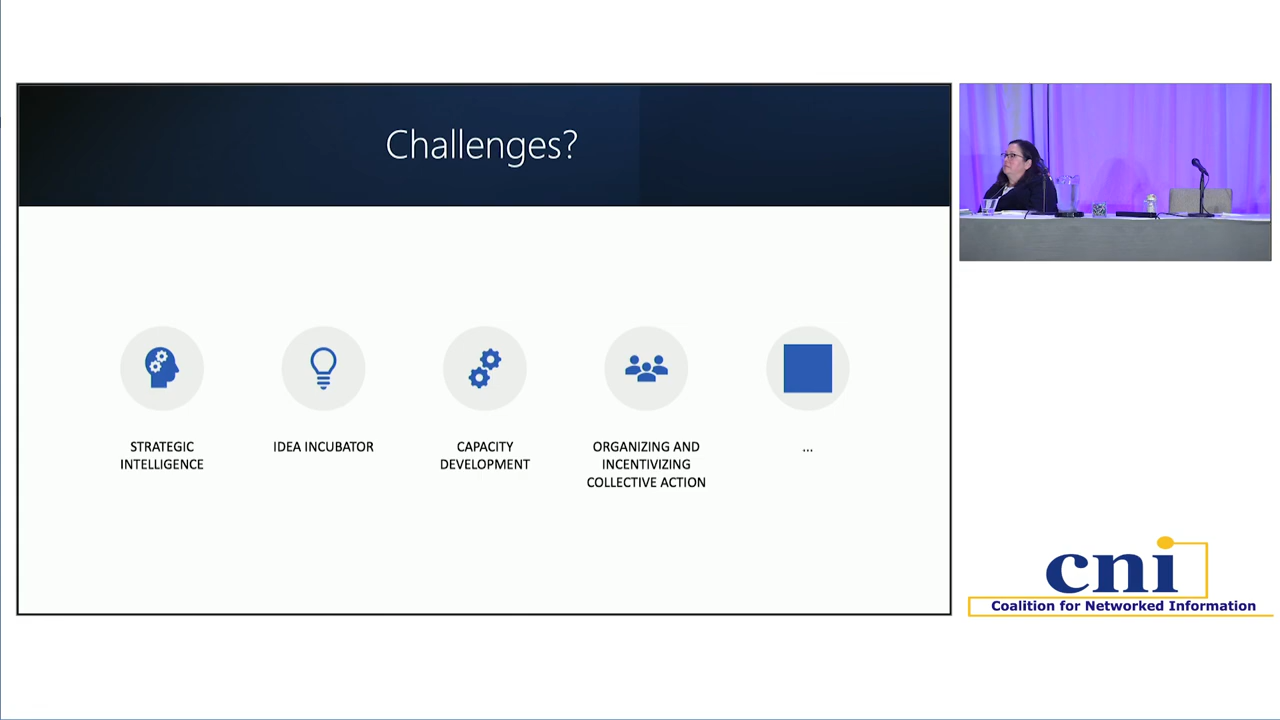 Challenges?
STRATEGIC
INTELLIGENCE
IDEA INCUBATOR
CAPACITY
DEVELOPMENT
ORGANIZING AND
INCENTIVIZING
COLLECTIVE ACTION
...
cni
Coalition for Networked Information